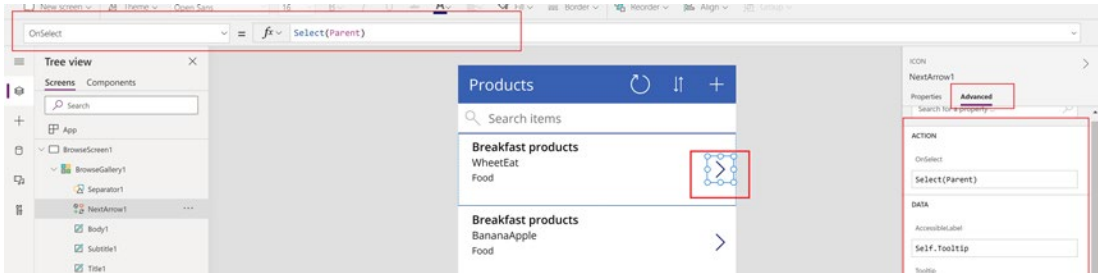 New screen Theme Open Sans 16 B U A Fill Border Reorder Align Group
OnSelect = fx Select(Parent)
Tree view
Screens Components
Search
App
BrowseScreen1
BrowseGallery1
Separator1
NextArrow1 ...
Body1
Subtitle1
Title1
Products
Search items
Breakfast products
WheetEat
Food
Breakfast products
BananaApple
Food
ICON
NextArrow1
Properties Advanced
Search for a property ...
ACTION
OnSelect
Select(Parent)
DATA
AccessibleLabel
Self.Tooltip
Tooltip